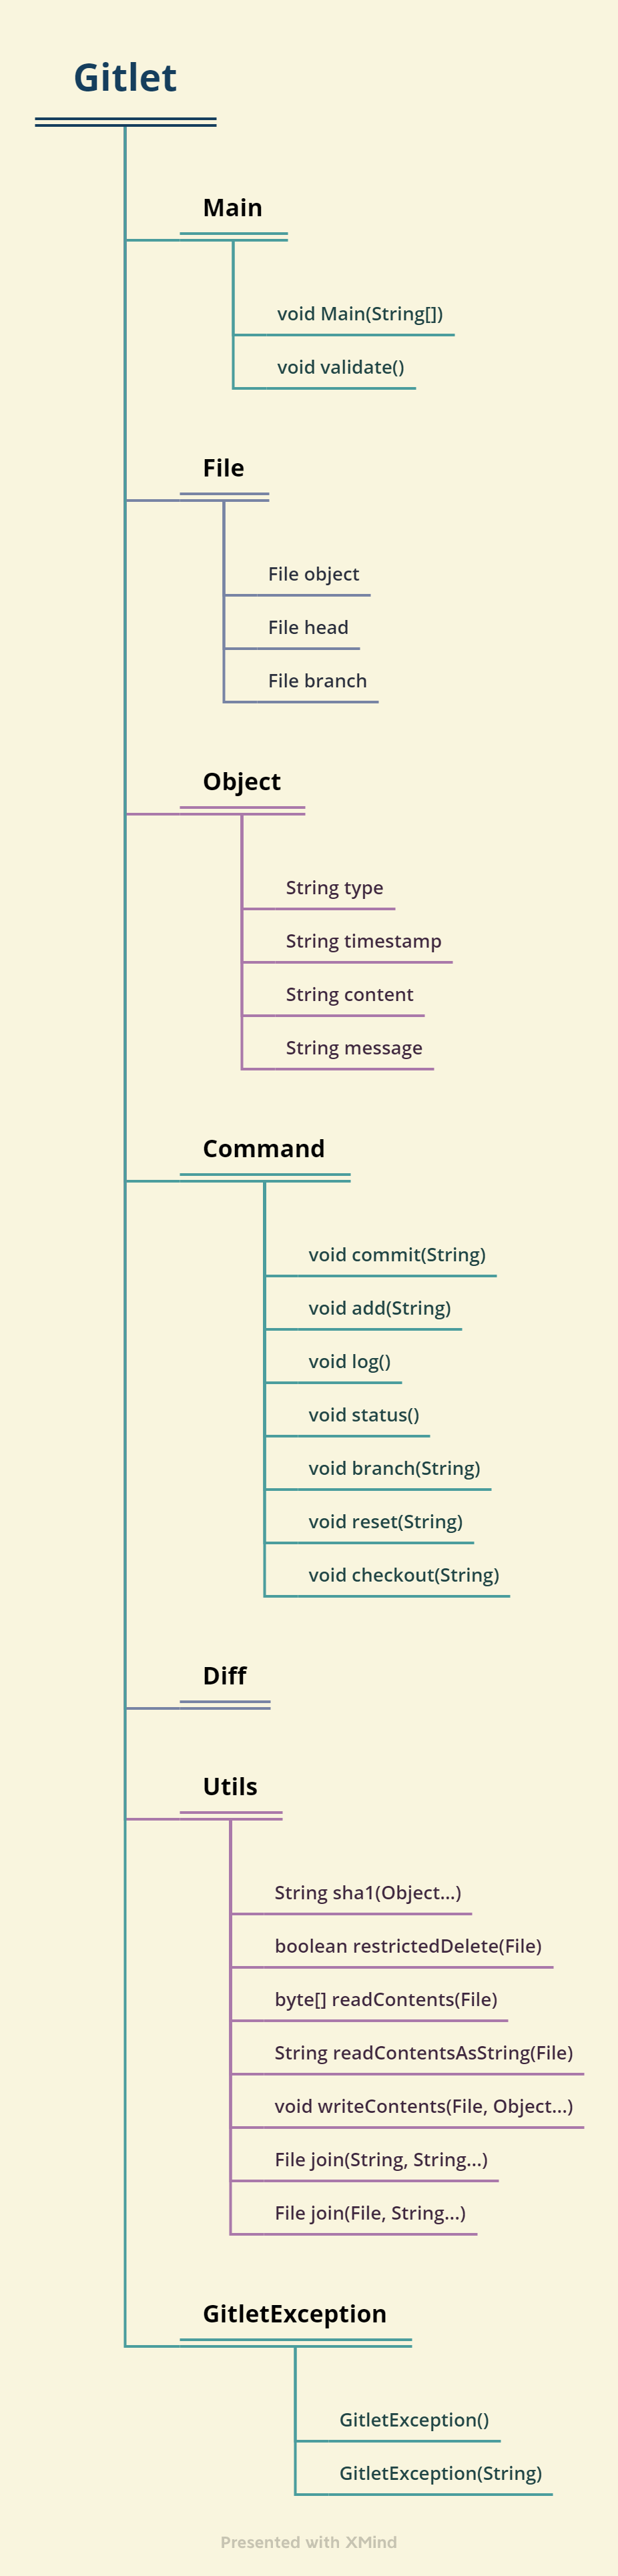 Gitlet
Main
void Main(String[])
void validate()
File
File object
File head
File branch
Object
String type
String timestamp
String content
String message
Command
void commit(String)
void add(String)
void log()
void status()
void branch(String)
void reset(String)
void checkout(String)
Diff
Utils
String sha1(Object...)
boolean restrictedDelete(File)
byte[] readContents(File)
String readContentsAsString(File)
void writeContents(File, Object...)
File join(String, String...)
File join(File, String...)
GitletException
GitletException()
GitletException(String)
Presented with XMind